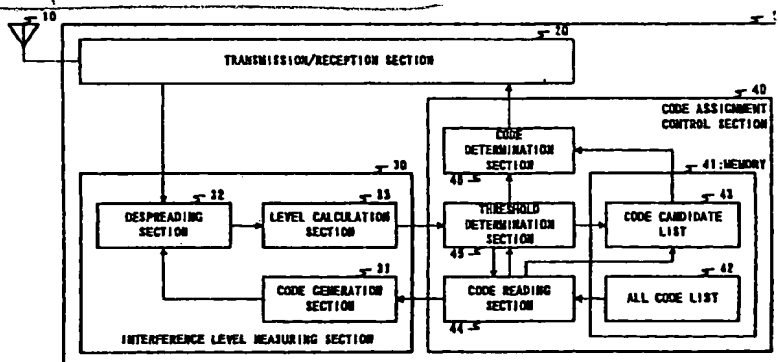 10
20
TRANSMISSION/RECEPTION SECTION
40
CODE ASSIGNMENT
CONTROL SECTION
CODE
DETERMINATION
SECTION
30
41:MEMORY
32
33
43
DESPREADING
SECTION
LEVEL CALCULATION
SECTION
THRESHOLD
DETERMINATION
SECTION
CODE CANDIDATE
LIST
45
31
42
CODE GENERATION
SECTION
CODE READING
SECTION
ALL CODE LIST
44
INTERFERENCE LEVEL MEASURING SECTION